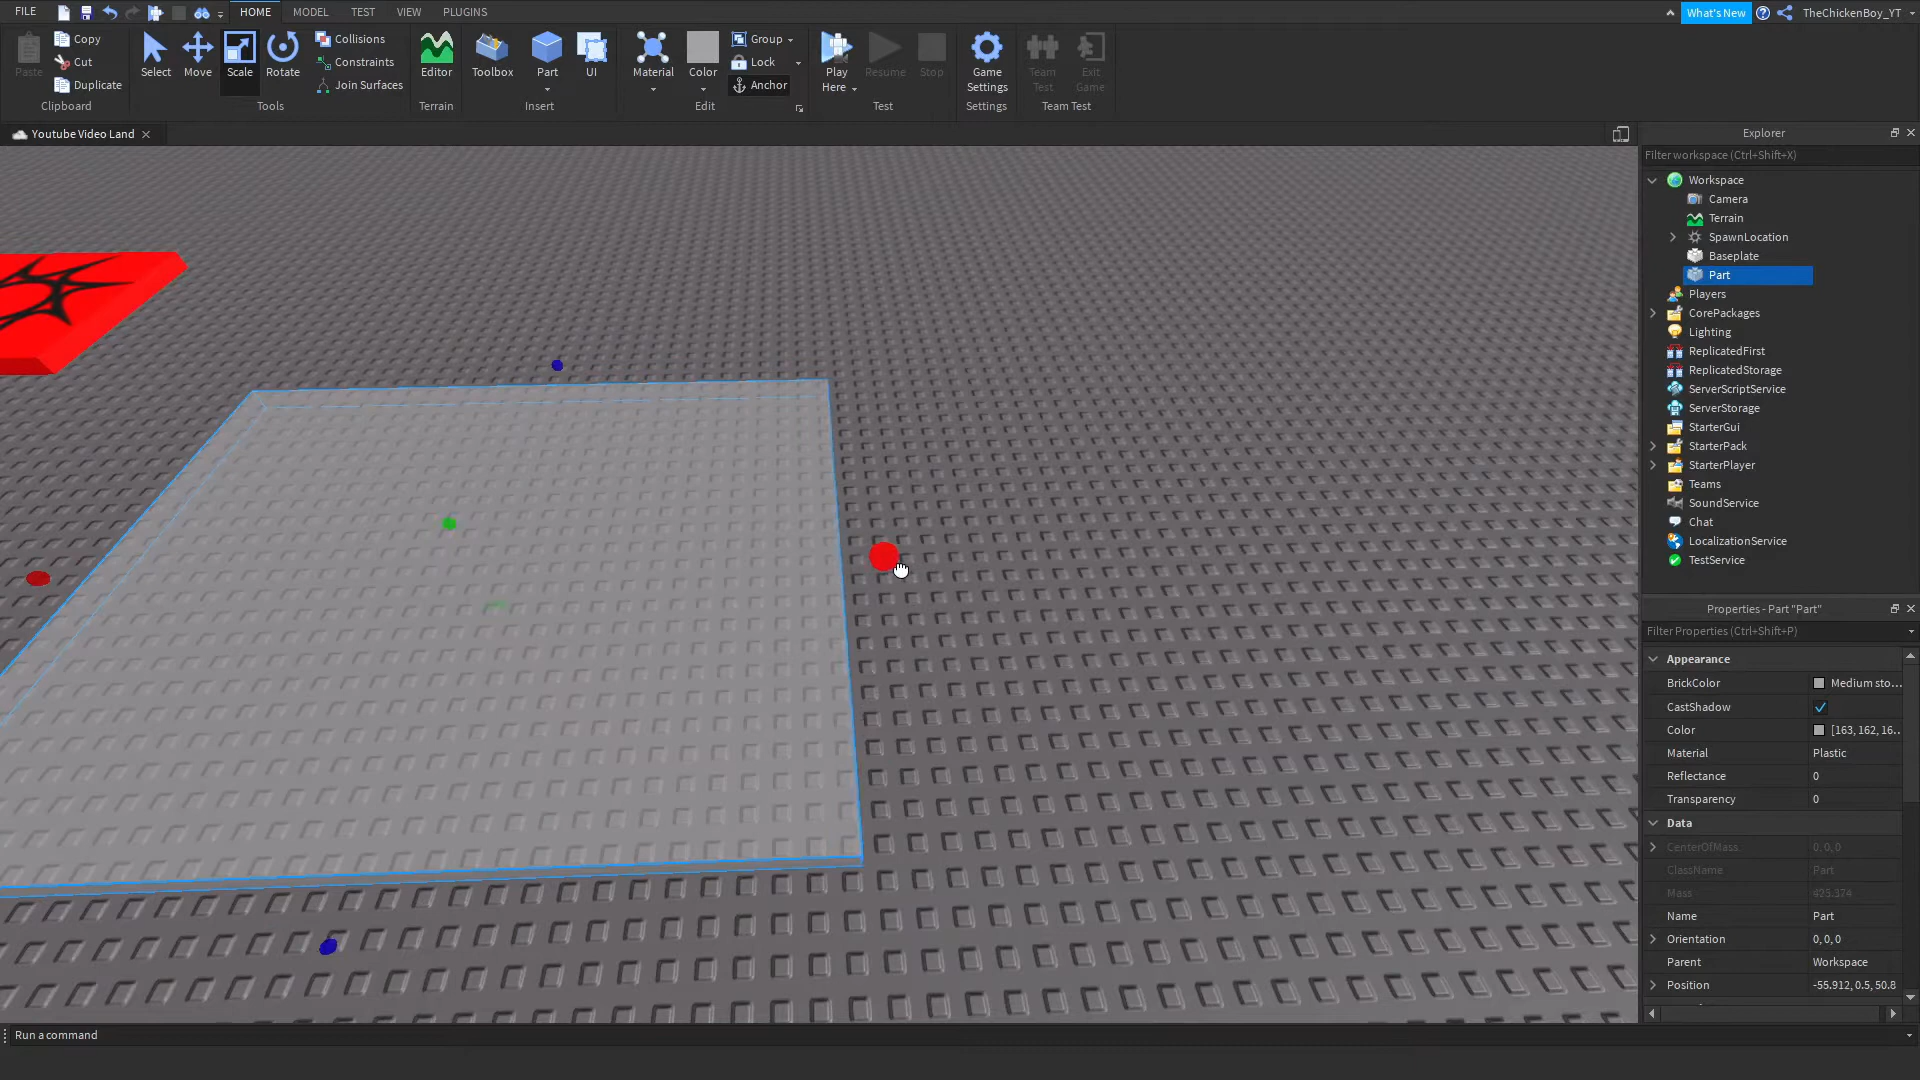 FILE HOME MODEL TEST VIEW PLUGINS What's New TheChickenBoy_YT
Paste Copy Cut Duplicate Clipboard
Select Move Scale Rotate Collisions Constraints Join Surfaces Tools
Editor Terrain
Toolbox Part UI Insert
Material Color Group Lock Anchor Edit
Play Here Resume Stop Test
Game Settings Settings
Team Test Exit Game Team Test
Youtube Video Land
Explorer
Filter workspace (Ctrl+Shift+X)
Workspace
Camera
Terrain
SpawnLocation
Baseplate
Part
Players
CorePackages
Lighting
ReplicatedFirst
ReplicatedStorage
ServerScriptService
ServerStorage
StarterGui
StarterPack
StarterPlayer
Teams
SoundService
Chat
LocalizationService
TestService
Properties - Part "Part"
Filter Properties (Ctrl+Shift+P)
Appearance
BrickColor Medium sto...
CastShadow
Color [163, 162, 16...
Material Plastic
Reflectance 0
Transparency 0
Data
CenterOfMass 0, 0, 0
ClassName Part
Mass 425.374
Name Part
Orientation 0, 0, 0
Parent Workspace
Position -55.912, 0.5, 50.8
Run a command